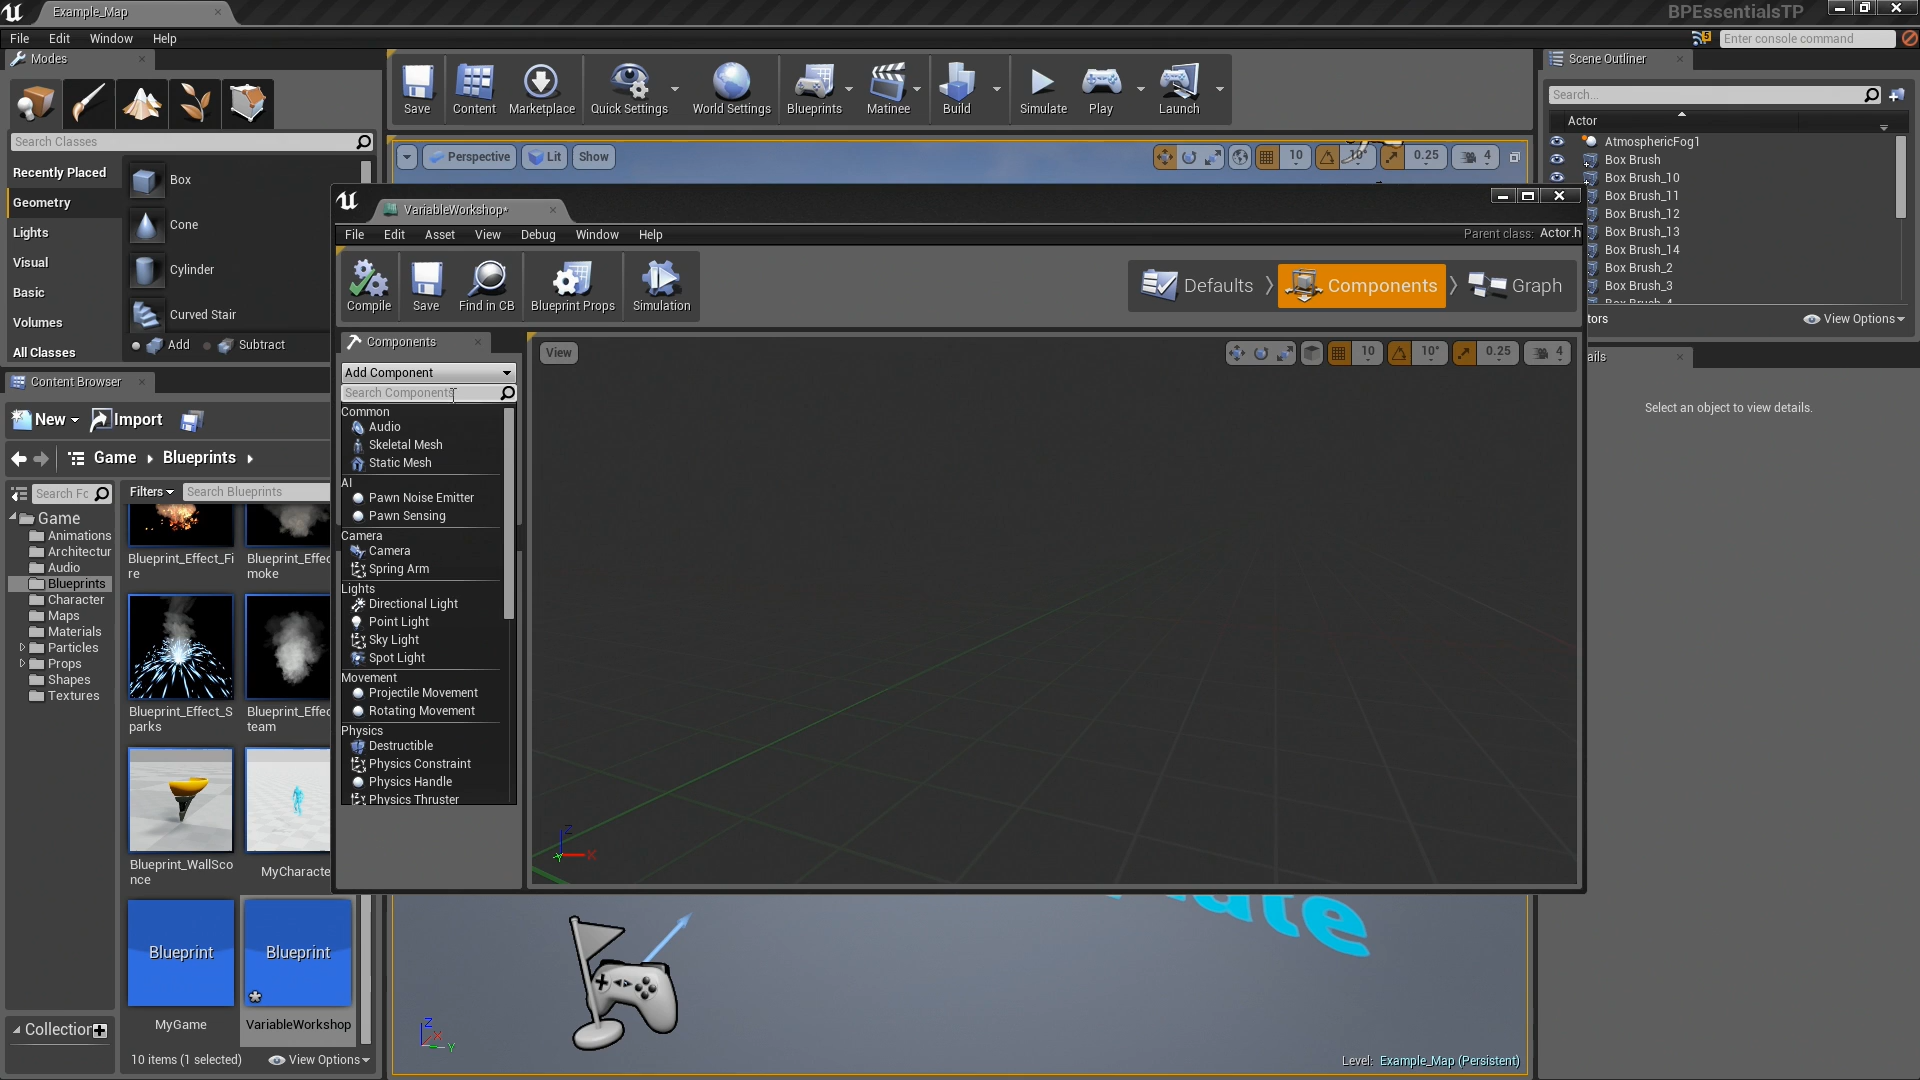 Example_Map
BPEssentialsTP
File Edit Window Help
Enter console command
Modes
Scene Outliner
Save Content Marketplace Quick Settings World Settings Blueprints Matinee Build Simulate Play Launch
Search...
Actor
Search Classes
Perspective Lit Show
10 10° 0.25 4
AtmosphericFog1
Box Brush
Box Brush_10
Box Brush_11
Box Brush_12
Box Brush_13
Box Brush_14
Box Brush_2
Box Brush_3
Box Brush_4
tors
View Options
ails
Select an object to view details.
Recently Placed
Geometry
Lights
Visual
Basic
Volumes
All Classes
Box
Cone
Cylinder
Curved Stair
Add Subtract
VariableWorkshop*
File Edit Asset View Debug Window Help
Parent class: Actor.h
Compile Save Find in CB Blueprint Props Simulation
Defaults Components Graph
Components
Add Component
Search Components
Common
Audio
Skeletal Mesh
Static Mesh
AI
Pawn Noise Emitter
Pawn Sensing
Camera
Camera
Spring Arm
Lights
Directional Light
Point Light
Sky Light
Spot Light
Movement
Projectile Movement
Rotating Movement
Physics
Destructible
Physics Constraint
Physics Handle
Physics Thruster
View
10 10° 0.25 4
Z
X
Content Browser
New Import
Game Blueprints
Search Fc
Filters Search Blueprints
Game
Animations
Architectur
Audio
Blueprints
Character
Maps
Materials
Particles
Props
Shapes
Textures
Blueprint_Effect_Fi
re
Blueprint_Effec
moke
Blueprint_Effect_S
parks
Blueprint_Effec
team
Blueprint_WallSco
nce
MyCharacte
Blueprint
MyGame
Blueprint
VariableWorkshop
Collection
10 items (1 selected)
View Options
Z
X
Y
Level: Example_Map (Persistent)